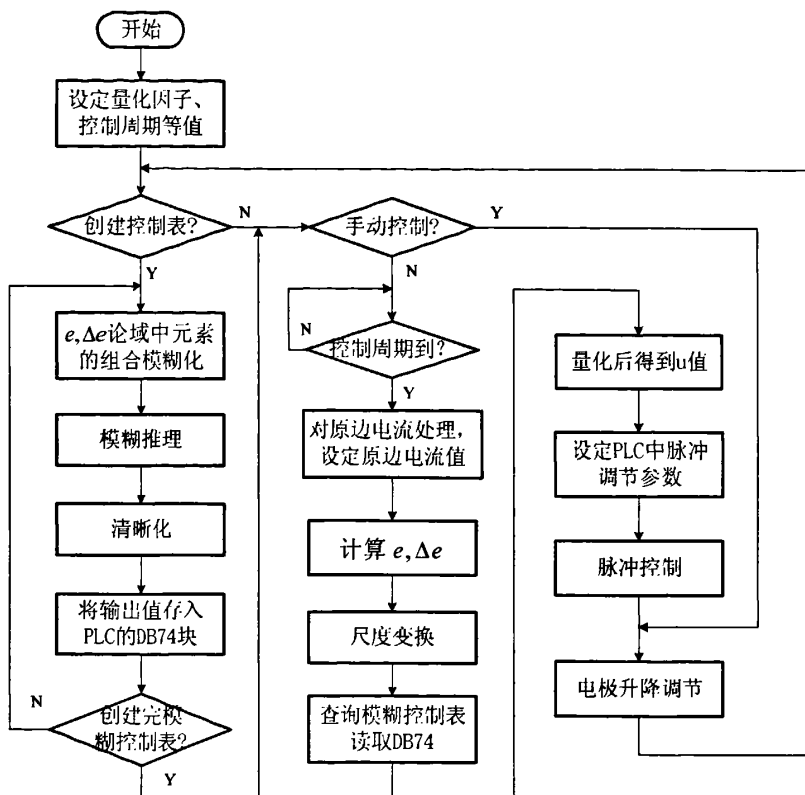 开始
设定量化因子、
控制周期等值
创建控制表?
N
Y
e,Δe论域中元素
的组合模糊化
模糊推理
清晰化
将输出值存入
PLC的DB74块
创建完模
糊控制表?
N
Y
手动控制?
Y
N
控制周期到?
N
Y
对原边电流处理,
设定原边电流值
计算 e,Δe
尺度变换
查询模糊控制表
读取DB74
量化后得到u值
设定PLC中脉冲
调节参数
脉冲控制
电极升降调节